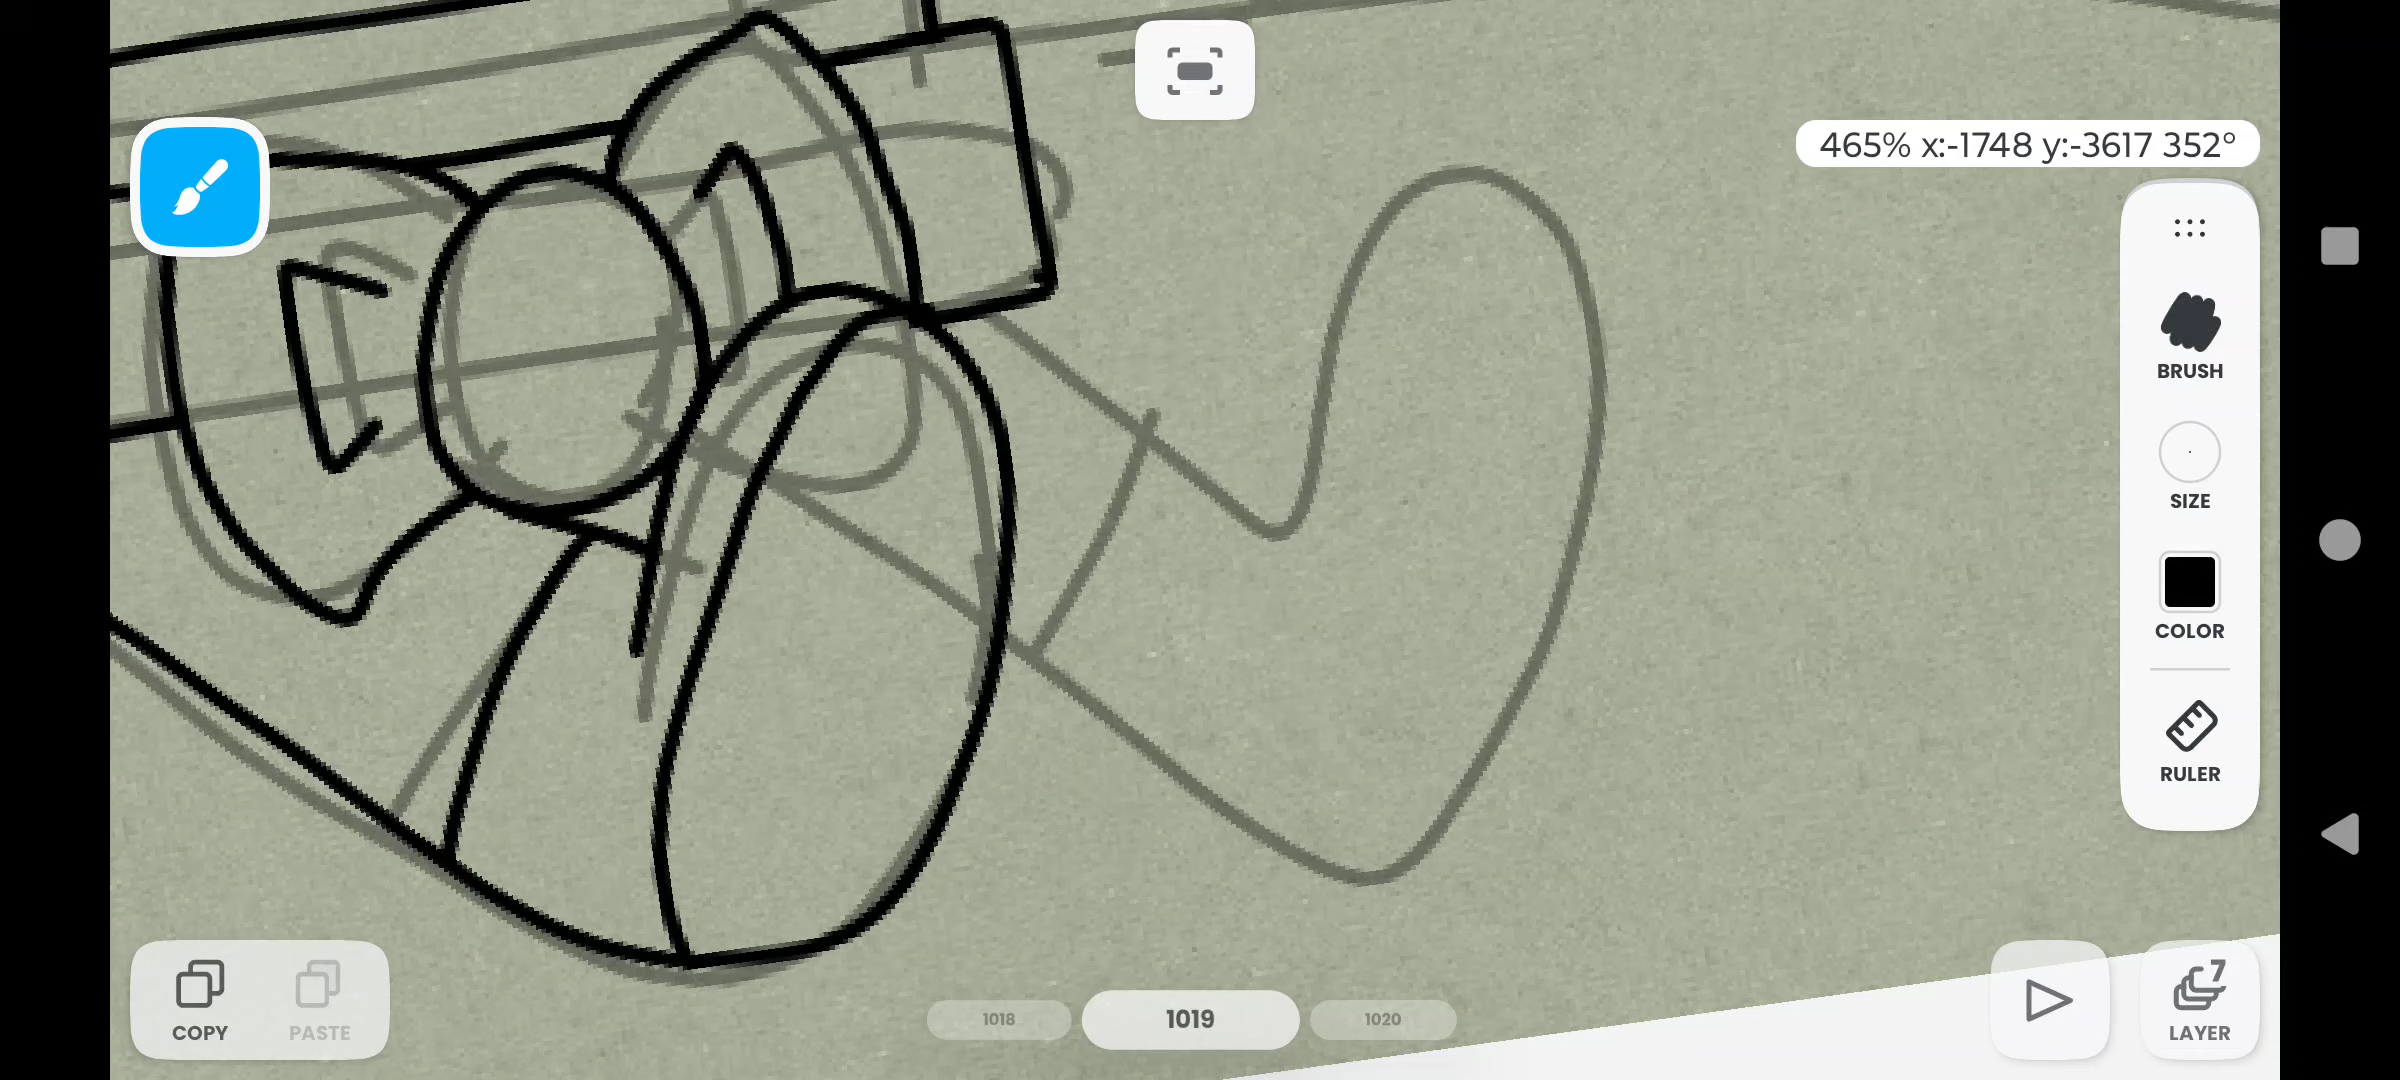 465% x:-1748 y:-3617 352°
BRUSH
SIZE
COLOR
RULER
COPY
PASTE
1018
1019
1020
7
LAYER